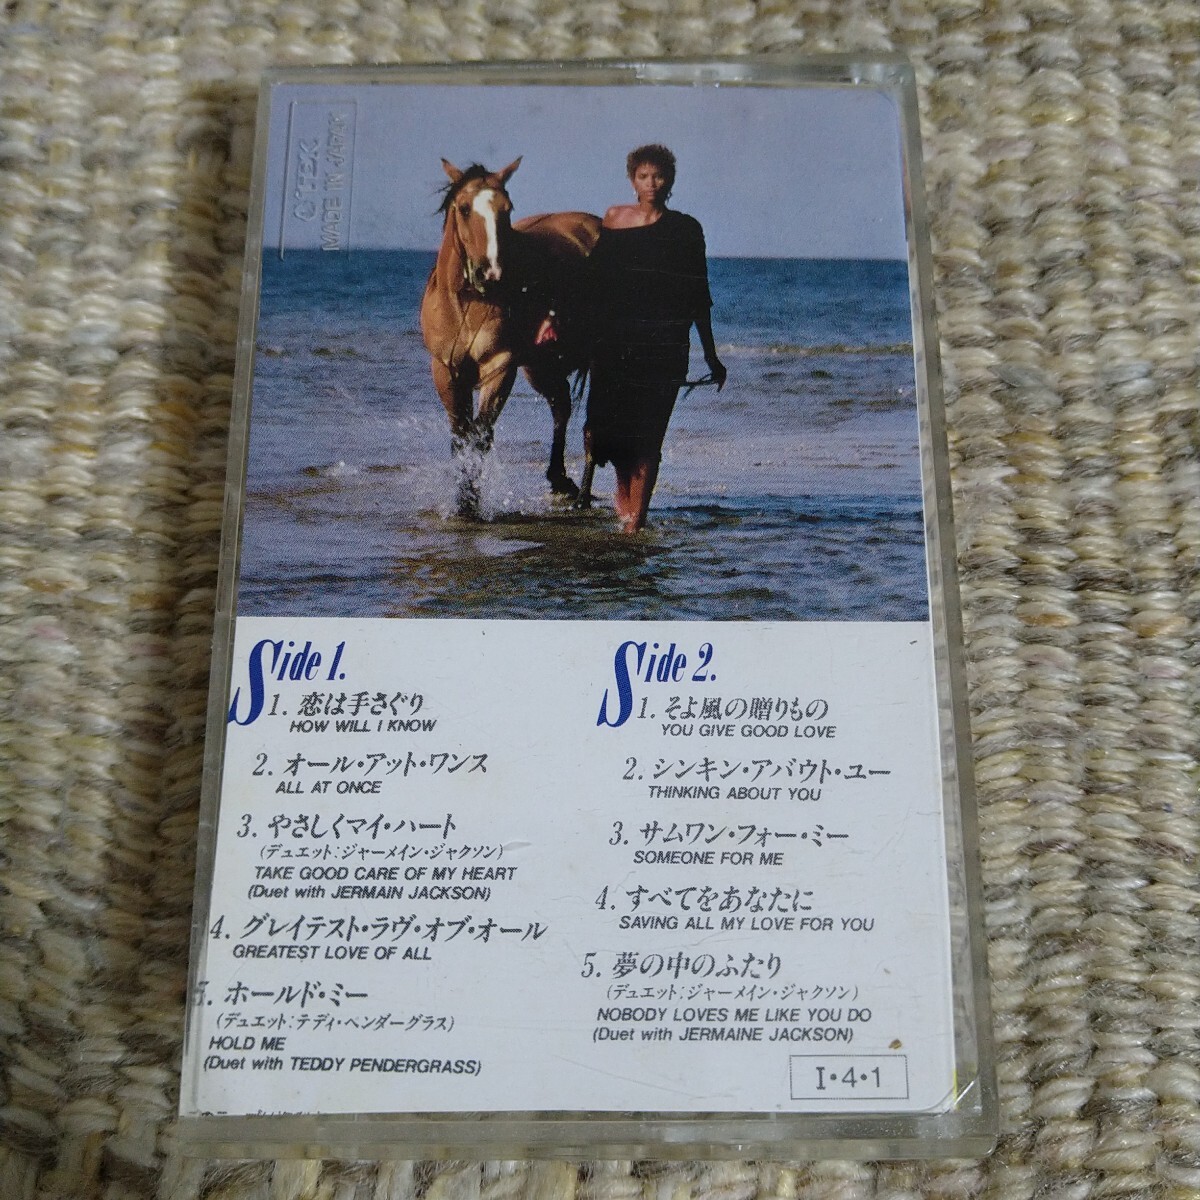 MADE IN JAPAN
Side 1.
1. 恋は手さぐり
HOW WILL I KNOW
2. オール・アット・ワンス
ALL AT ONCE
3. やさしくマイ・ハート
(デュエット:ジャーメイン・ジャクソン)
TAKE GOOD CARE OF MY HEART
(Duet with JERMAIN JACKSON)
4. グレイテスト・ラヴ・オブ・オール
GREATEST LOVE OF ALL
5. ホールド・ミー
(デュエット:テディ・ペンダーグラス)
HOLD ME
(Duet with TEDDY PENDERGRASS)
Side 2.
1. そよ風の贈りもの
YOU GIVE GOOD LOVE
2. シンキン・アバウト・ユー
THINKING ABOUT YOU
3. サムワン・フォー・ミー
SOMEONE FOR ME
4. すべてをあなたに
SAVING ALL MY LOVE FOR YOU
5. 夢の中のふたり
(デュエット:ジャーメイン・ジャクソン)
NOBODY LOVES ME LIKE YOU DO
(Duet with JERMAINE JACKSON)
I・4・1